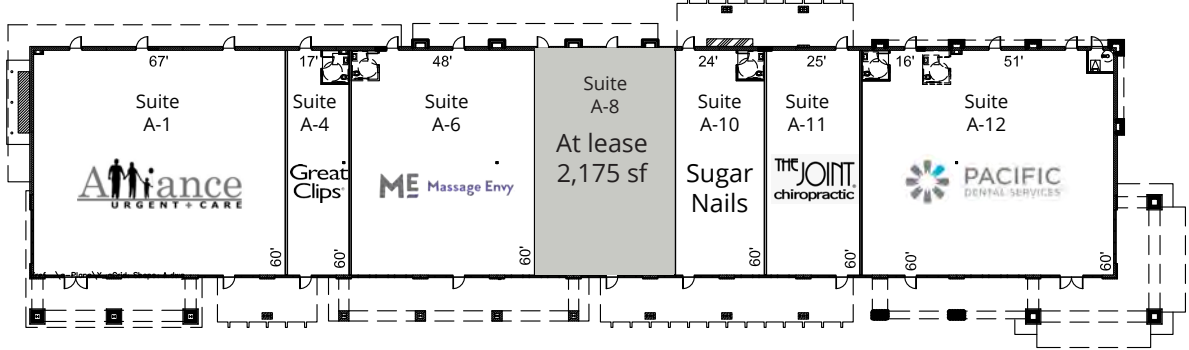 67'
17'
48'
24'
25'
16'
51'
Suite
A-1
Alliance
URGENT + CARE
Suite
A-4
Great
Clips
Suite
A-6
ME Massage Envy
Suite
A-8
At lease
2,175 sf
Suite
A-10
Sugar
Nails
Suite
A-11
THE JOINT
chiropractic
Suite
A-12
PACIFIC
DENTAL SERVICES
60'
60'
60'
60'
60'
60'
60'